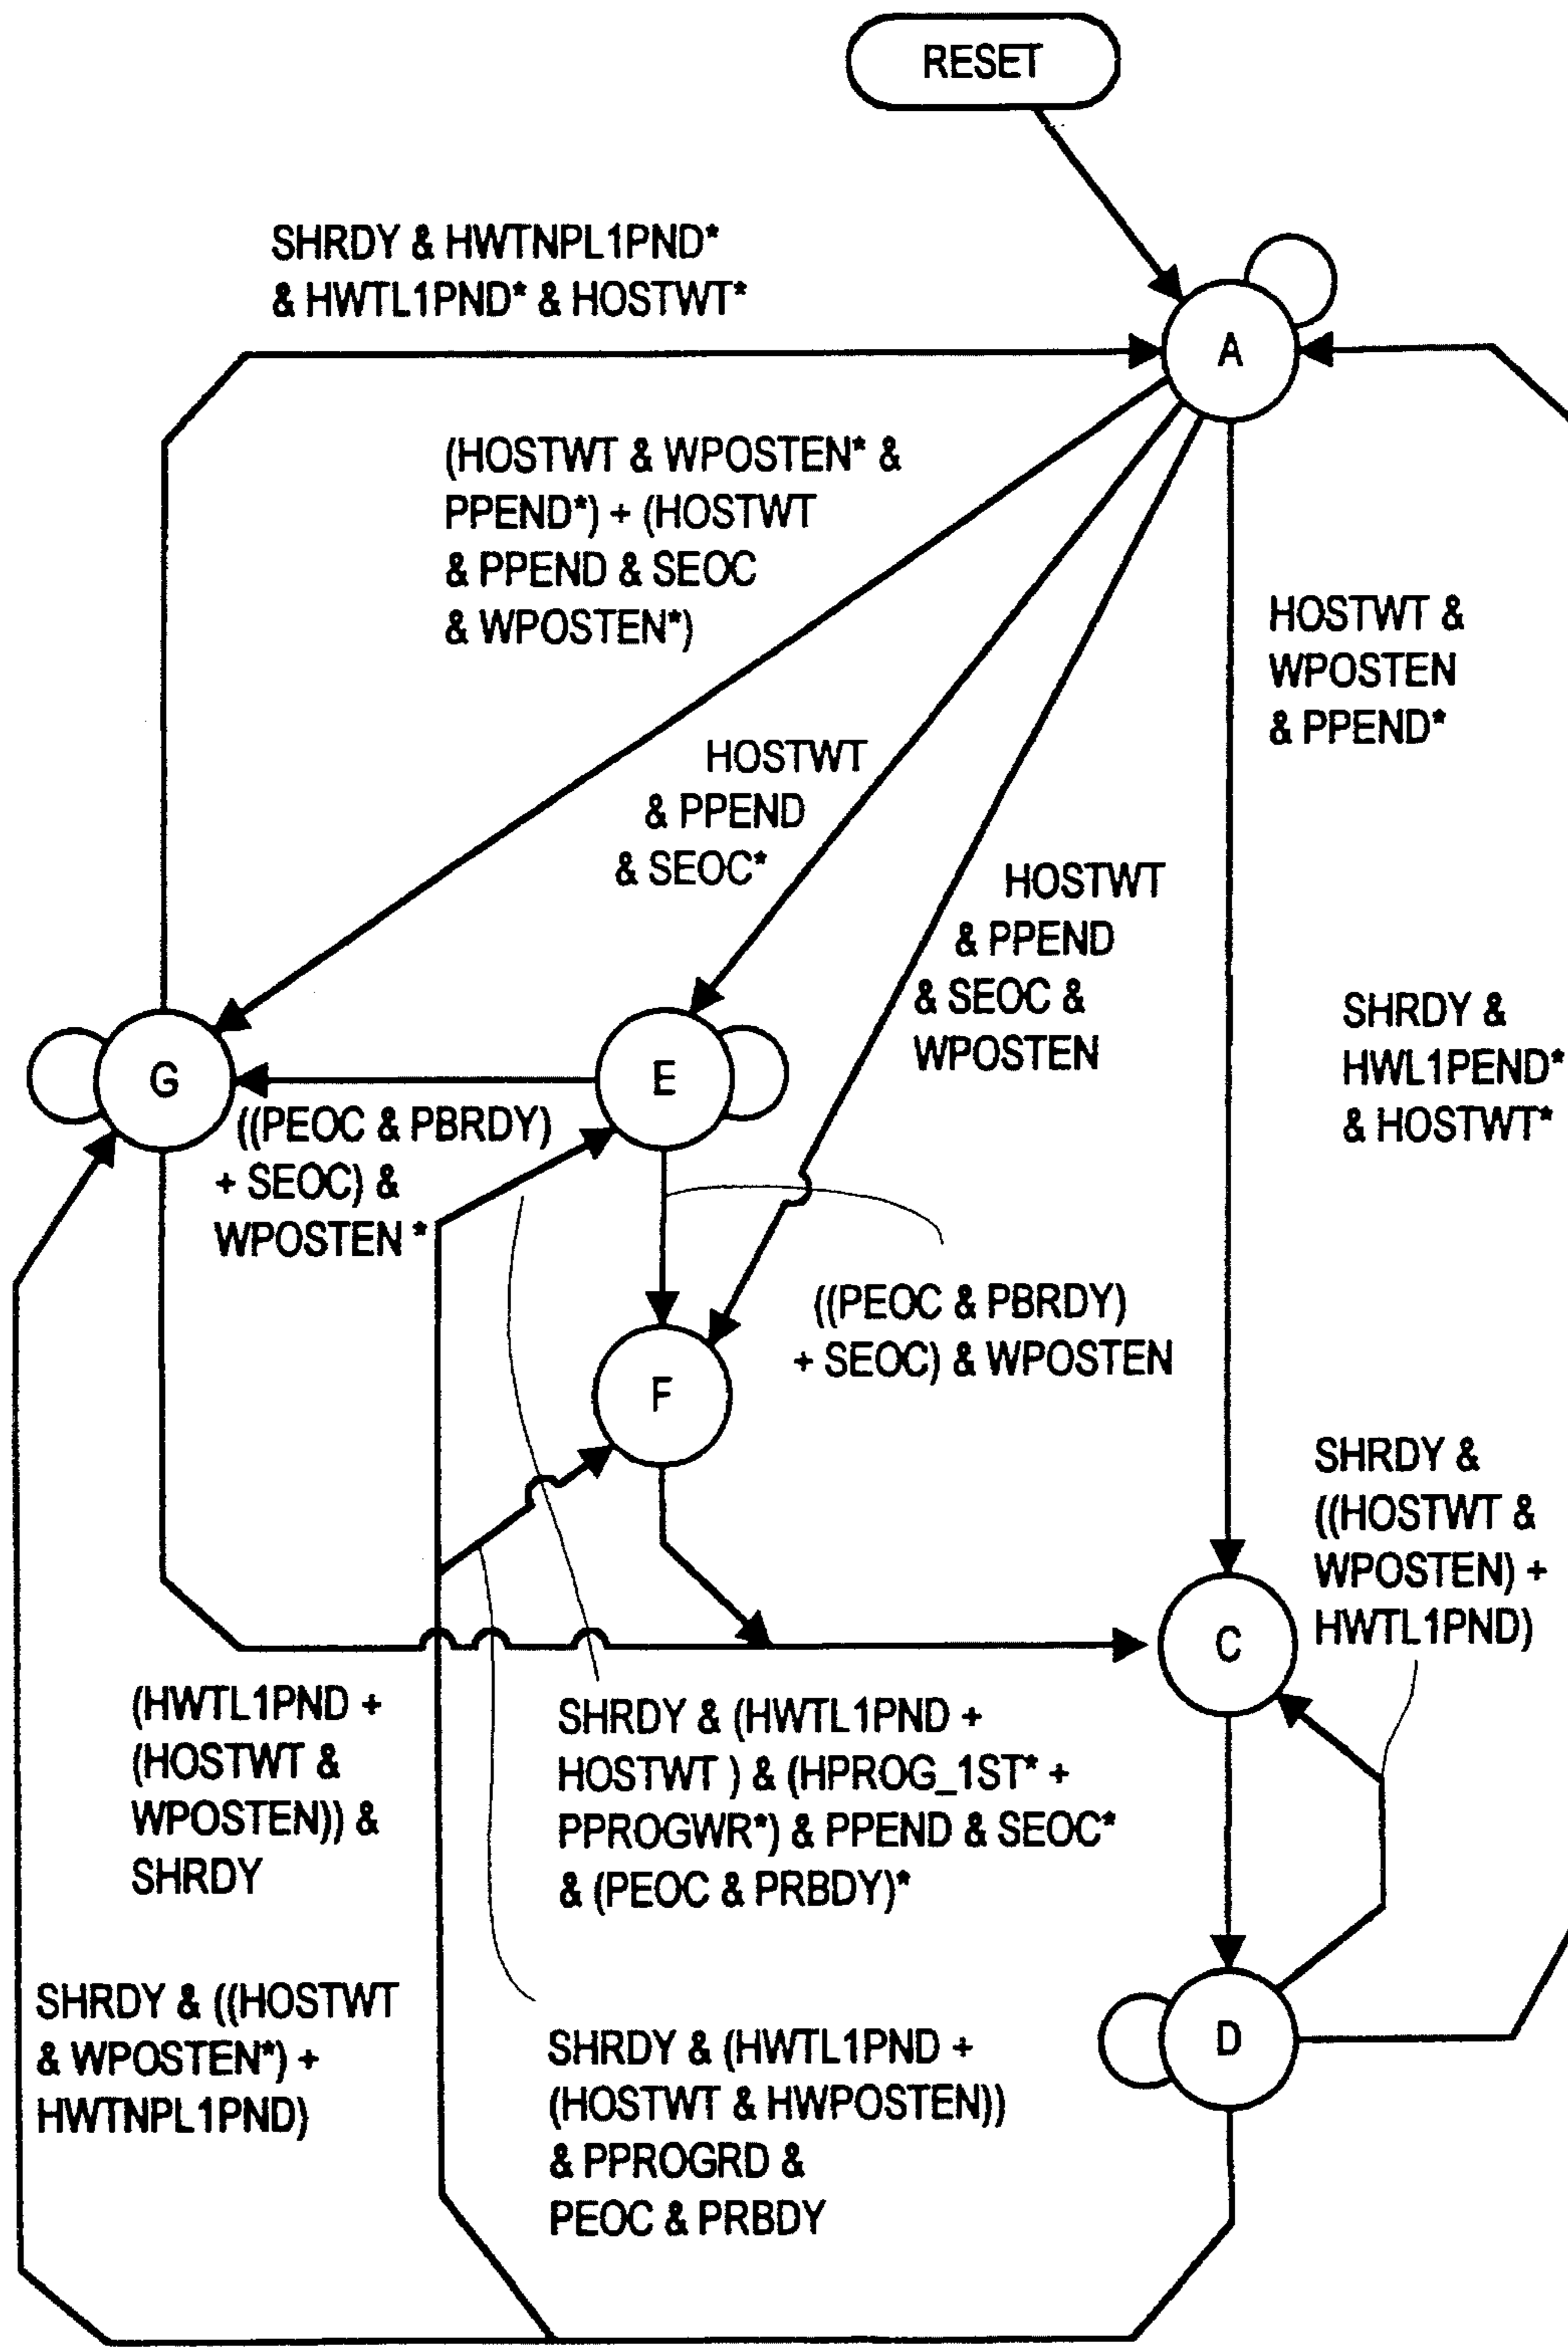 RESET
SHRDY & HWTNPL1PND*
& HWTL1PND* & HOSTWT*
A
(HOSTWT & WPOSTEN* &
PPEND*) + (HOSTWT
& PPEND & SEOC
& WPOSTEN*)
HOSTWT &
WPOSTEN
& PPEND*
HOSTWT
& PPEND
& SEOC*
HOSTWT
& PPEND
& SEOC &
WPOSTEN
SHRDY &
HWL1PEND*
& HOSTWT*
G
E
((PEOC & PBRDY)
+ SEOC) &
WPOSTEN *
((PEOC & PBRDY)
+ SEOC) & WPOSTEN
F
SHRDY &
((HOSTWT &
WPOSTEN) +
HWTL1PND)
C
(HWTL1PND +
(HOSTWT &
WPOSTEN)) &
SHRDY
SHRDY & (HWTL1PND +
HOSTWT ) & (HPROG_1ST* +
PPROGWR*) & PPEND & SEOC*
& (PEOC & PRBDY)*
SHRDY & ((HOSTWT
& WPOSTEN*) +
HWTNPL1PND)
SHRDY & (HWTL1PND +
(HOSTWT & HWPOSTEN))
& PPROGRD &
PEOC & PRBDY
D